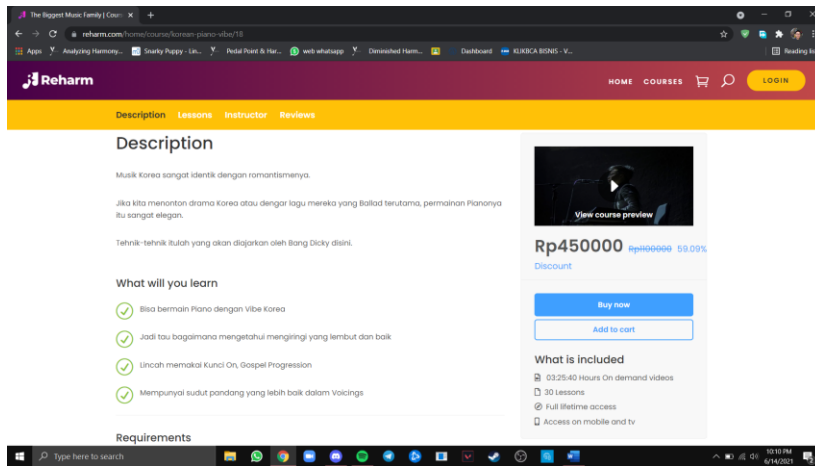 The Biggest Music Family | Cours
reharm.com/home/course/korean-piano-vibe/18
Apps Analyzing Harmony... Snarky Puppy - Lin... Pedal Point & Har... web whatsapp Diminished Harm... Dashboard KLIKBCA BISNIS - V... Reading lis
Reharm
HOME COURSES LOGIN
Description Lessons Instructor Reviews
Description
Musik Korea sangat identik dengan romantismenya.
Jika kita menonton drama Korea atau dengar lagu mereka yang Ballad terutama, permainan Pianonya
itu sangat elegan.
Tehnik-tehnik itulah yang akan diajarkan oleh Bang Dicky disini.
What will you learn
Bisa bermain Piano dengan Vibe Korea
Jadi tau bagaimana mengetahui mengiringi yang lembut dan baik
Lincah memakai Kunci On, Gospel Progression
Mempunyai sudut pandang yang lebih baik dalam Voicings
Requirements
View course preview
Rp450000 Rp1100000 59.09%
Discount
Buy now
Add to cart
What is included
03:25:40 Hours On demand videos
30 Lessons
Full lifetime access
Access on mobile and tv
Type here to search
10:10 PM
6/14/2021